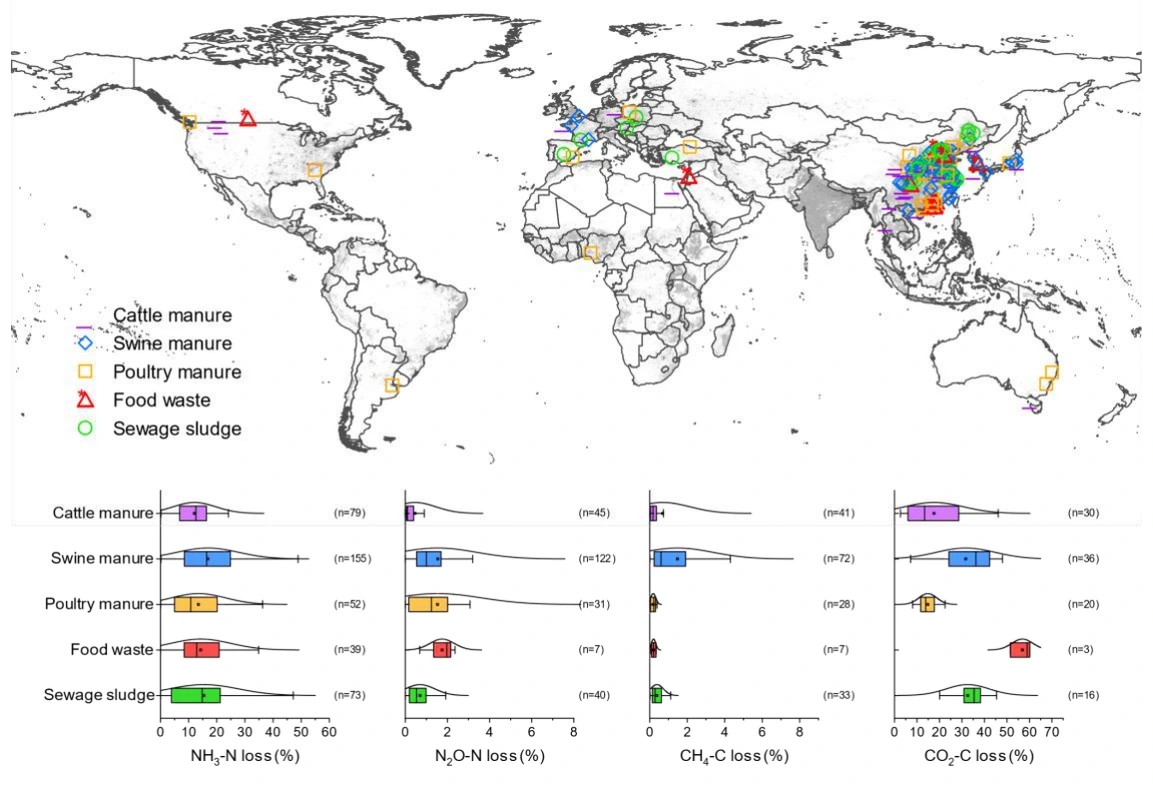 Cattle manure
Swine manure
Poultry manure
Food waste
Sewage sludge
Cattle manure (n=79) (n=45) (n=41) (n=30)
Swine manure (n=155) (n=122) (n=72) (n=36)
Poultry manure (n=52) (n=31) (n=28) (n=20)
Food waste (n=39) (n=7) (n=7) (n=3)
Sewage sludge (n=73) (n=40) (n=33) (n=16)
0 10 20 30 40 50 60 0 2 4 6 8 0 2 4 6 8 0 10 20 30 40 50 60 70
NH₃-N loss (%) N₂O-N loss (%) CH₄-C loss (%) CO₂-C loss (%)